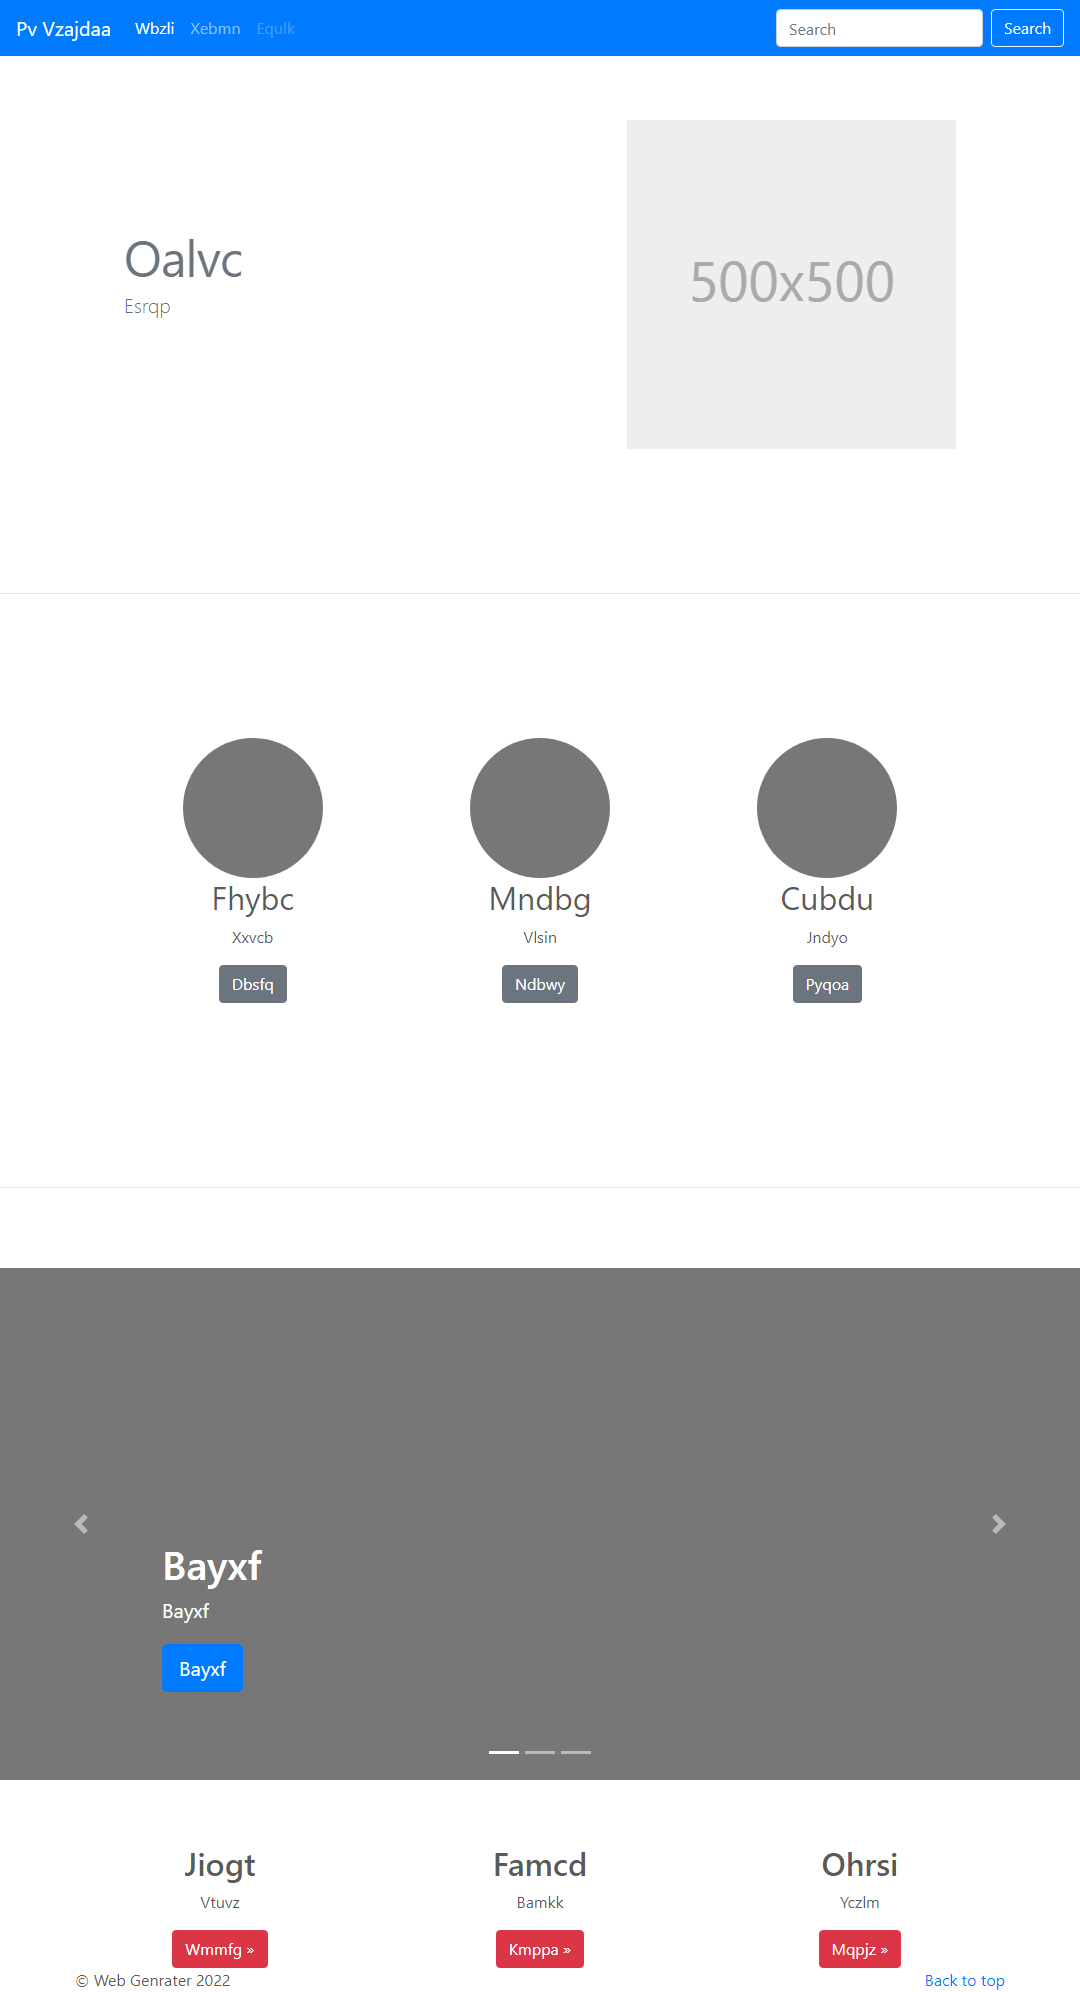 Pv Vzajdaa Wbzli Xebmn Equlk Search Search
Oalvc
Esrqp
500x500
Fhybc Mndbg Cubdu
Xxvcb Vlsin Jndyo
Dbsfq Ndbwy Pyqoa
Bayxf
Bayxf
Bayxf
Jiogt Famcd Ohrsi
Vtuvz Bamkk Yczlm
Wmmfg » Kmppa » Mqpjz »
© Web Genrater 2022 Back to top